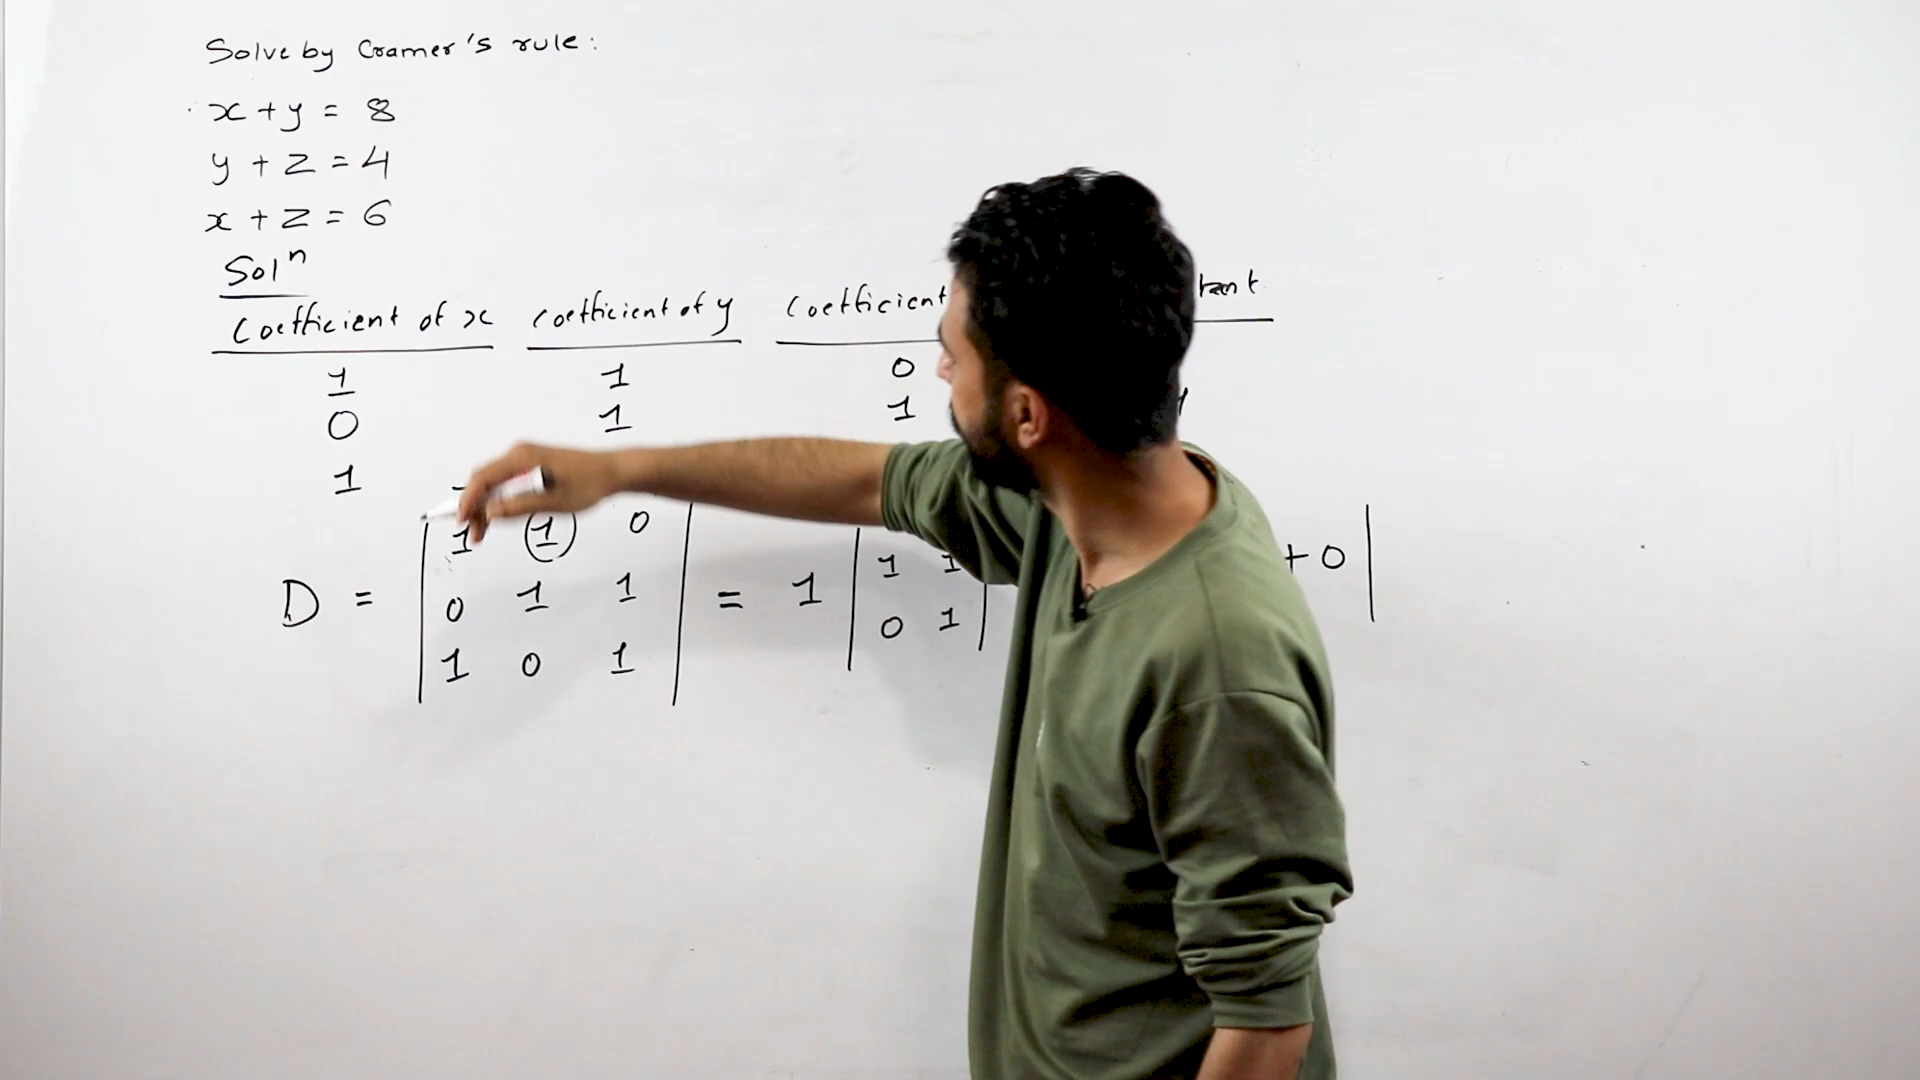 Solve by Cramer's rule:
x + y = 8
y + z = 4
x + z = 6
Solⁿ
Coefficient of x coefficient of y Coefficient
1 1 0
0 1 1
1
D = | 1 1 0 | = 1 | 1 1 | + 0 |
0 1 1 0 1
1 0 1